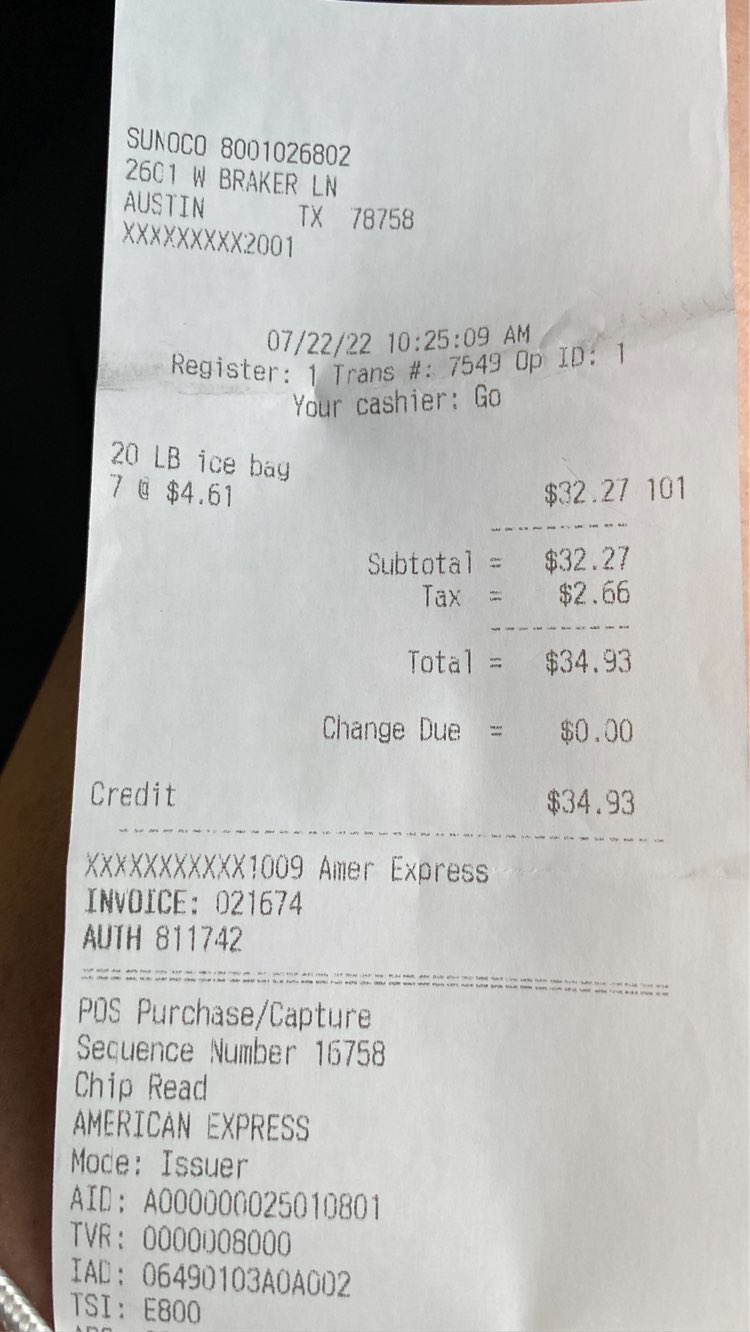 SUNOCO 8001026802
2601 W BRAKER LN
AUSTIN TX 78758
XXXXXXXXX2001
07/22/22 10:25:09 AM
Register: 1 Trans #: 7549 Op ID: 1
Your cashier: Go
20 LB ice bag
7 @ $4.61 $32.27 101
Subtotal = $32.27
Tax = $2.66
Total = $34.93
Change Due = $0.00
Credit $34.93
XXXXXXXXXXX1009 Amer Express
INVOICE: 021674
AUTH 811742
POS Purchase/Capture
Sequence Number 16758
Chip Read
AMERICAN EXPRESS
Mode: Issuer
AID: A000000025010801
TVR: 0000008000
IAD: 06490103A0A002
TSI: E800